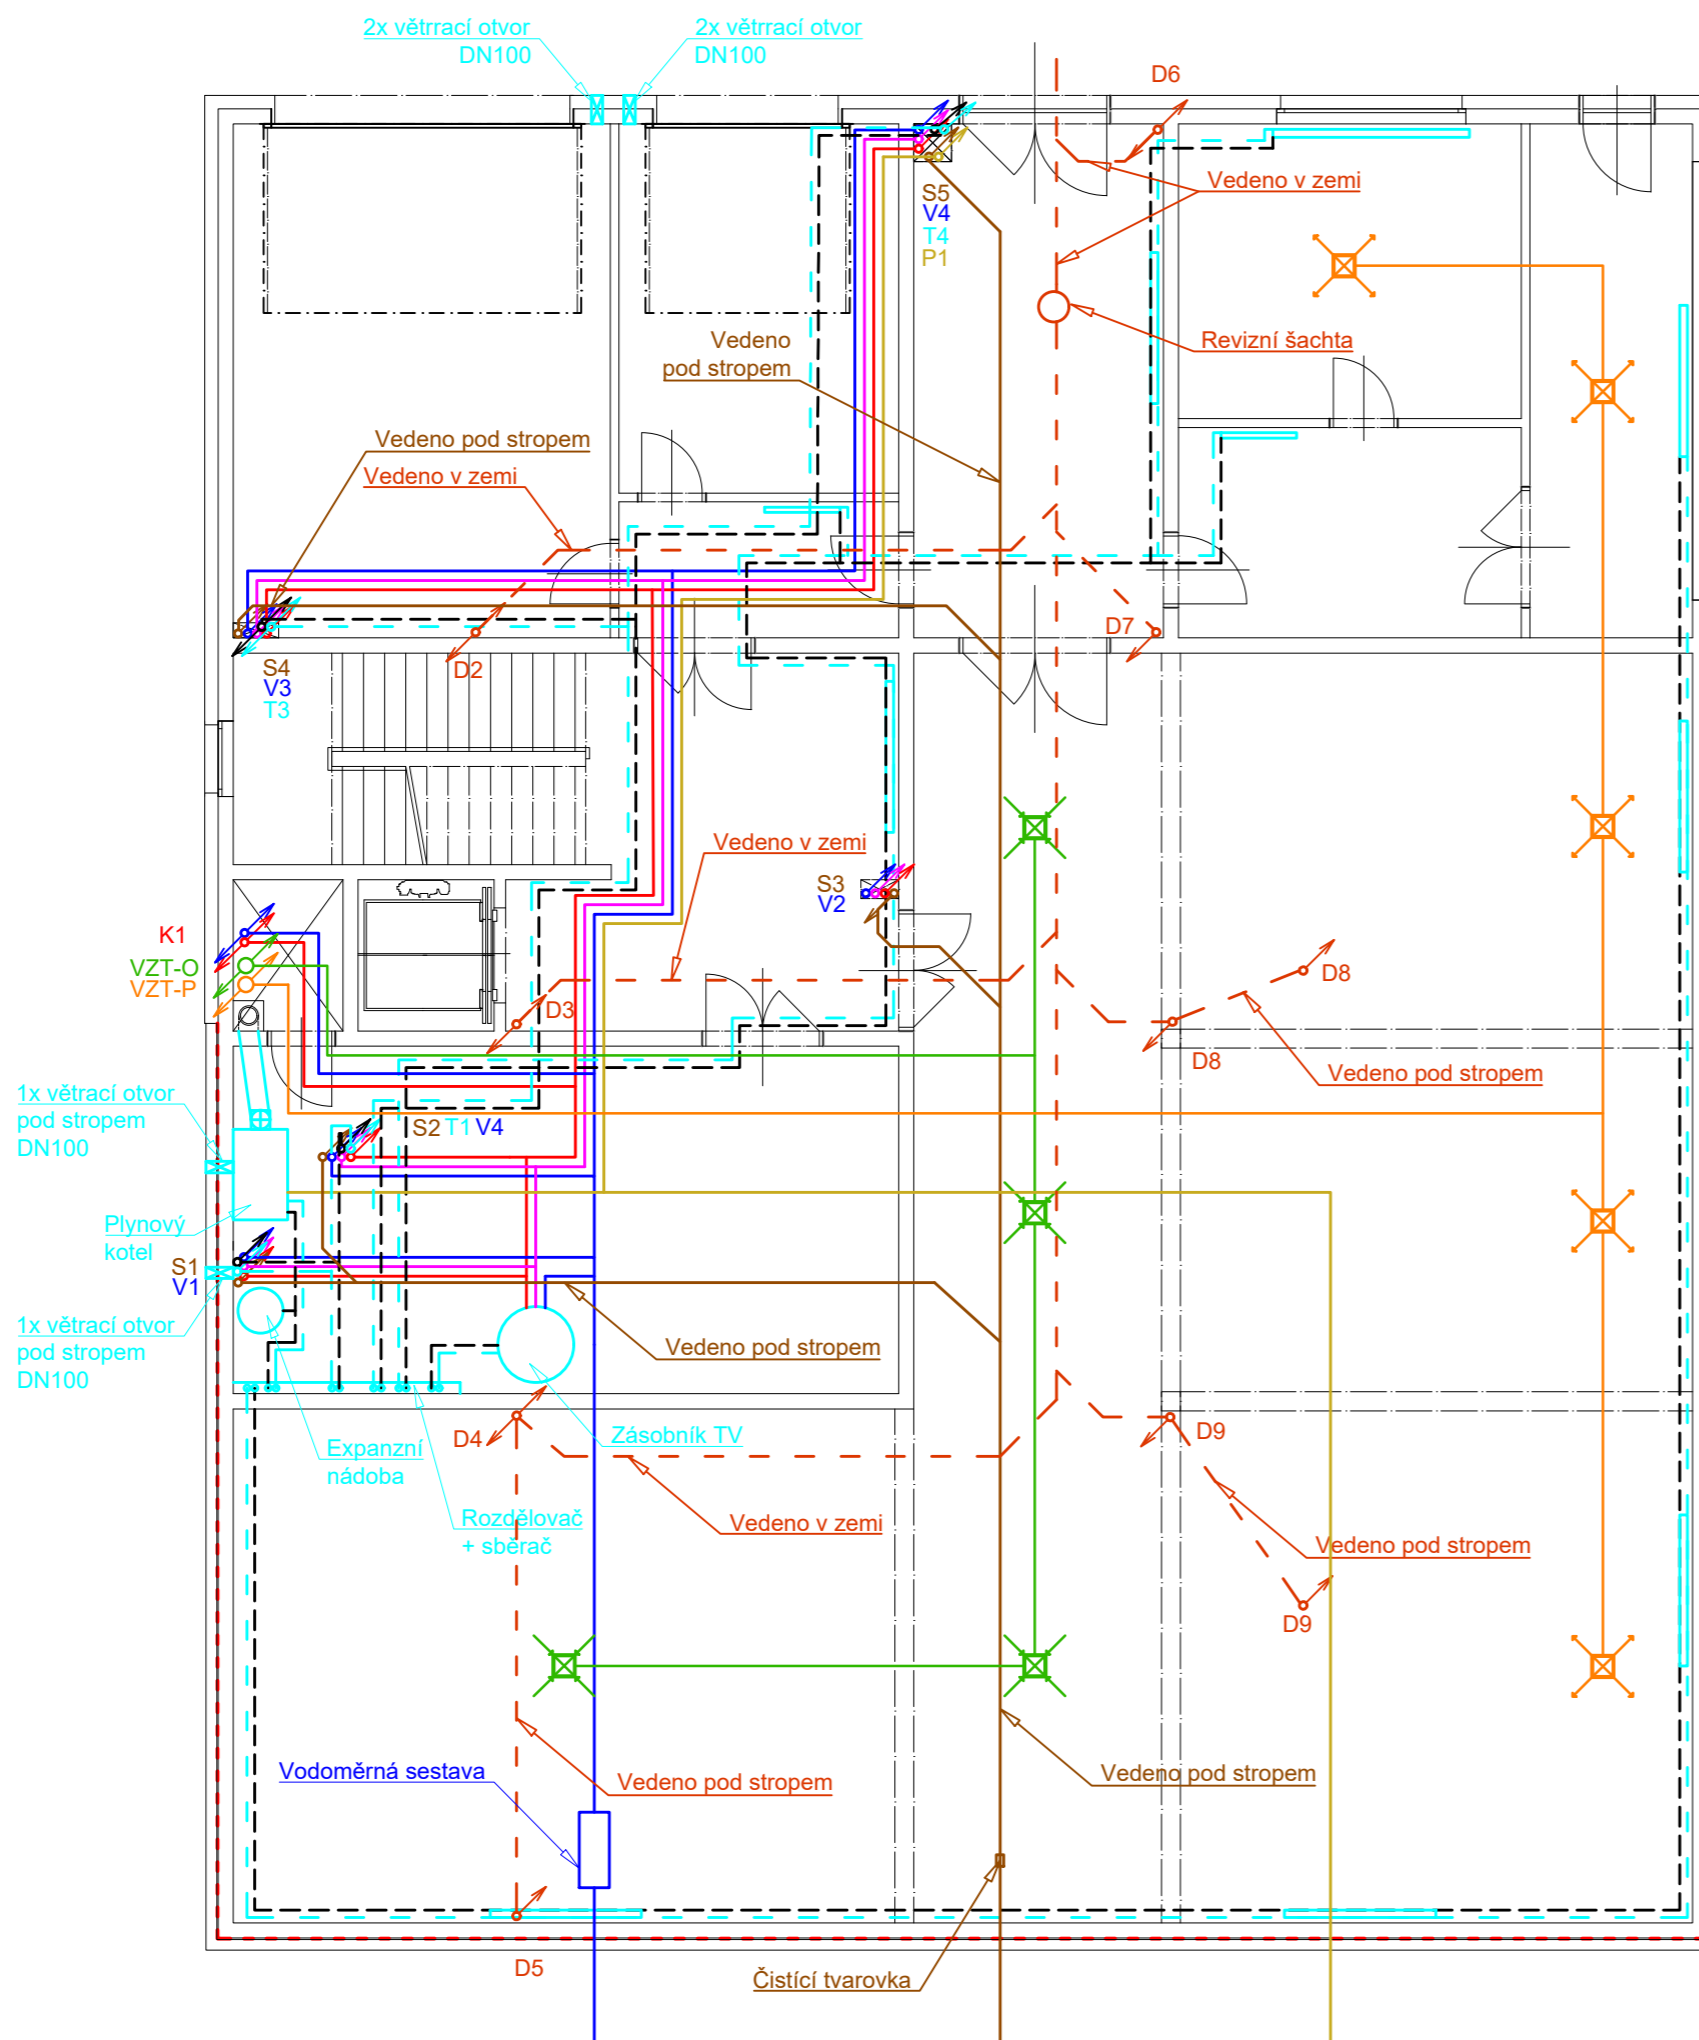 2x větrrací otvor
DN100
2x větrrací otvor
DN100
D6
Vedeno v zemi
S5
V4
T4
P1
Revizní šachta
Vedeno
pod stropem
Vedeno pod stropem
Vedeno v zemi
D7
D2
S4
V3
T3
Vedeno v zemi
S3
V2
K1
VZT-O
VZT-P
D3
D8
D8
Vedeno pod stropem
1x větrací otvor
pod stropem
DN100
S2 T1 V4
Plynový
kotel
S1
V1
1x větrací otvor
pod stropem
DN100
Vedeno pod stropem
D4
Zásobník TV
D9
Expanzní
nádoba
Rozdělovač
+ sběrač
Vedeno v zemi
Vedeno pod stropem
D9
Vodoměrná sestava
Vedeno pod stropem
Vedeno pod stropem
D5
Čistící tvarovka